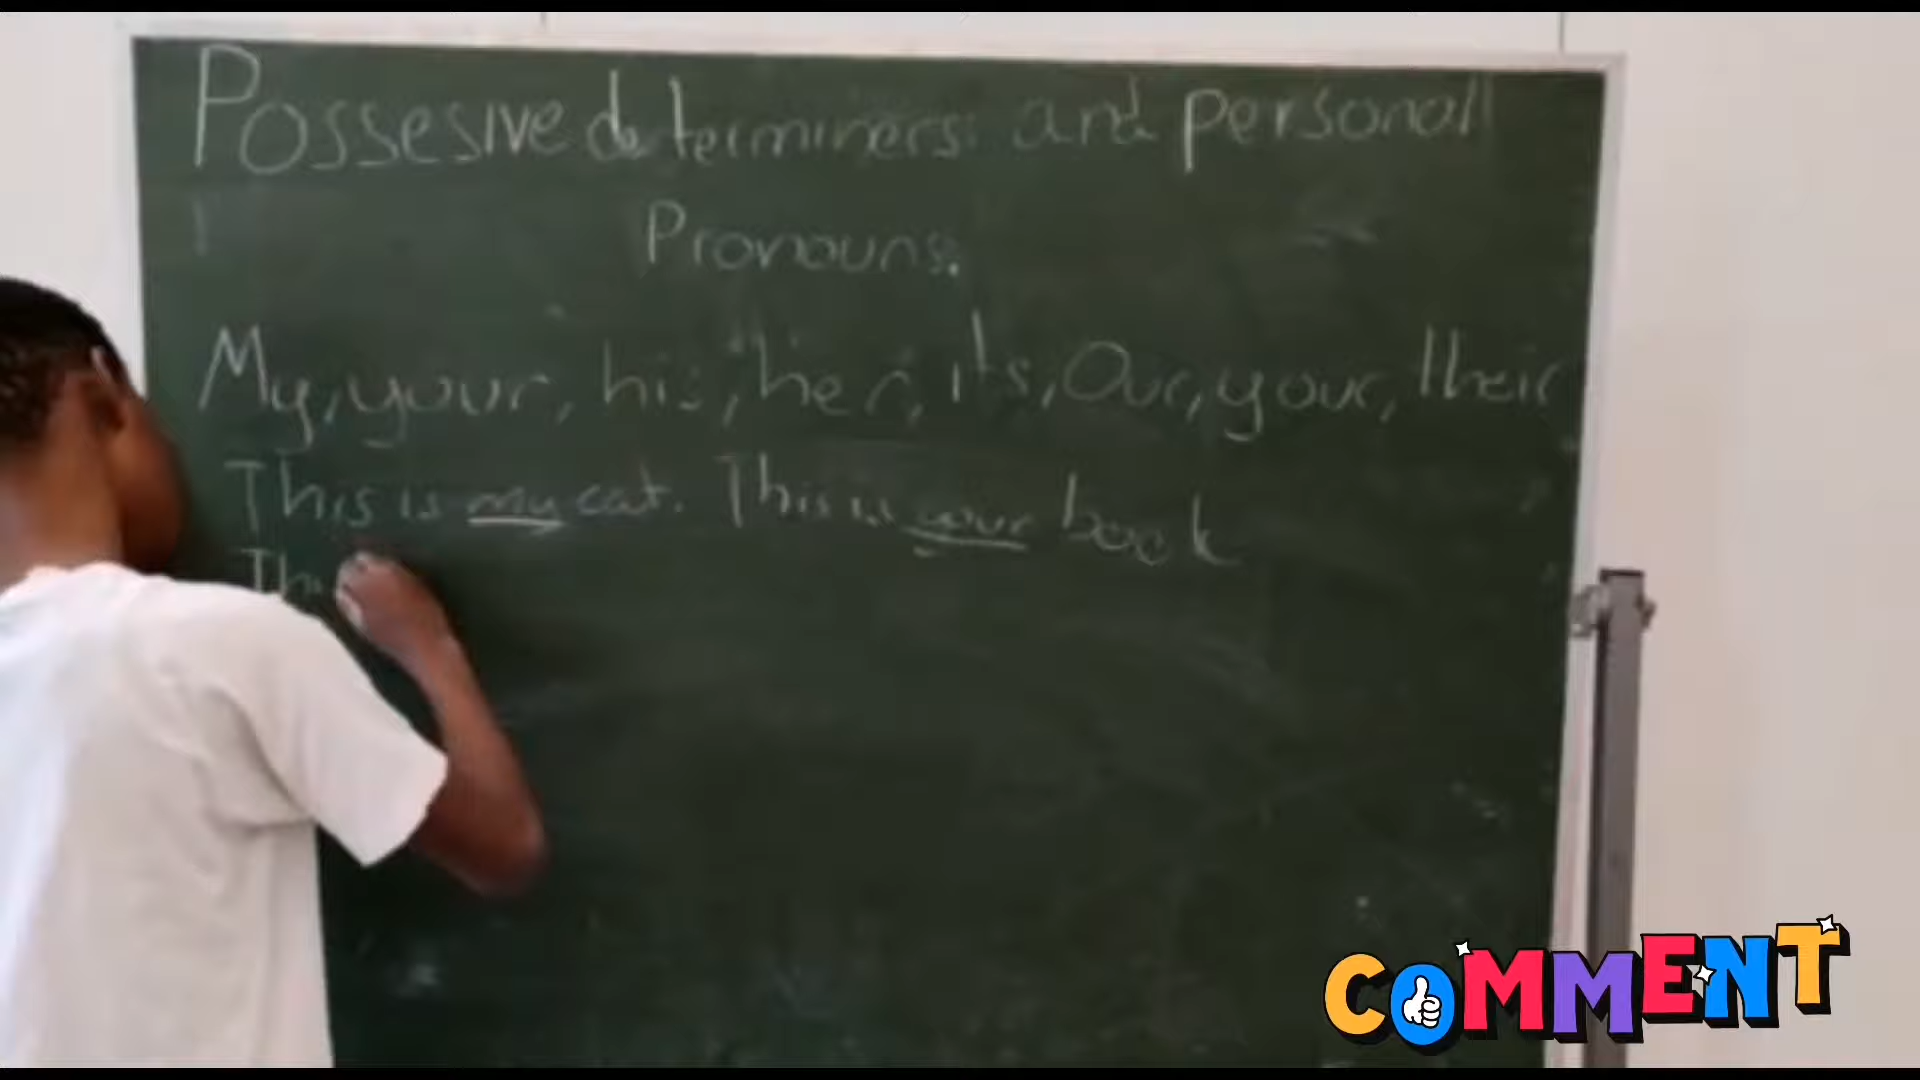 Possesive determiners and personal
Pronouns.
My, your, his, her, its, Our, your, their
This is my cat. This is your book
Thi
COMMENT